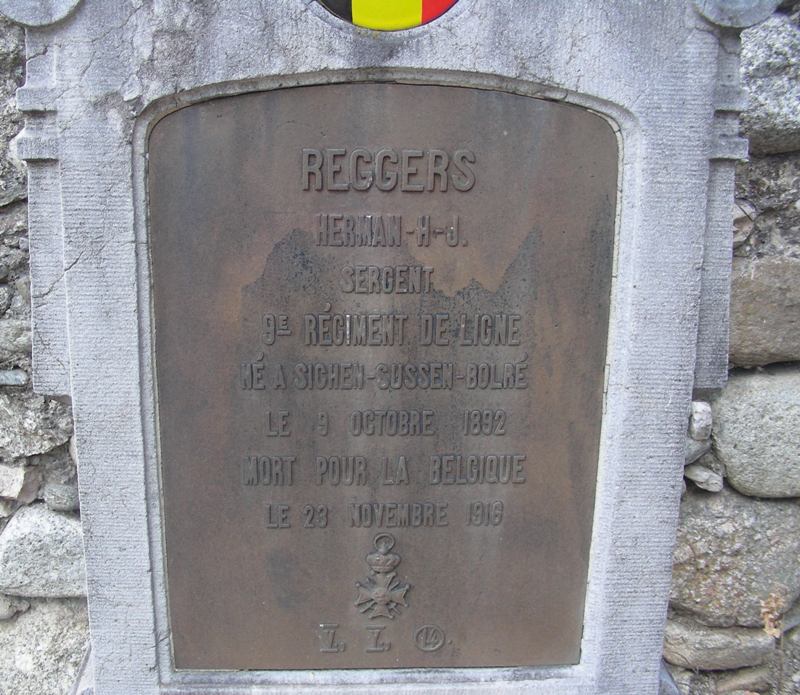 REGGERS
HERMAN-H-J.
SERGENT
9E RÉGIMENT DE LIGNE
NÉ A SICHEN-SUSSEN-BOLRÉ
LE 9 OCTOBRE 1892
MORT POUR LA BELGIQUE
LE 23 NOVEMBRE 1916